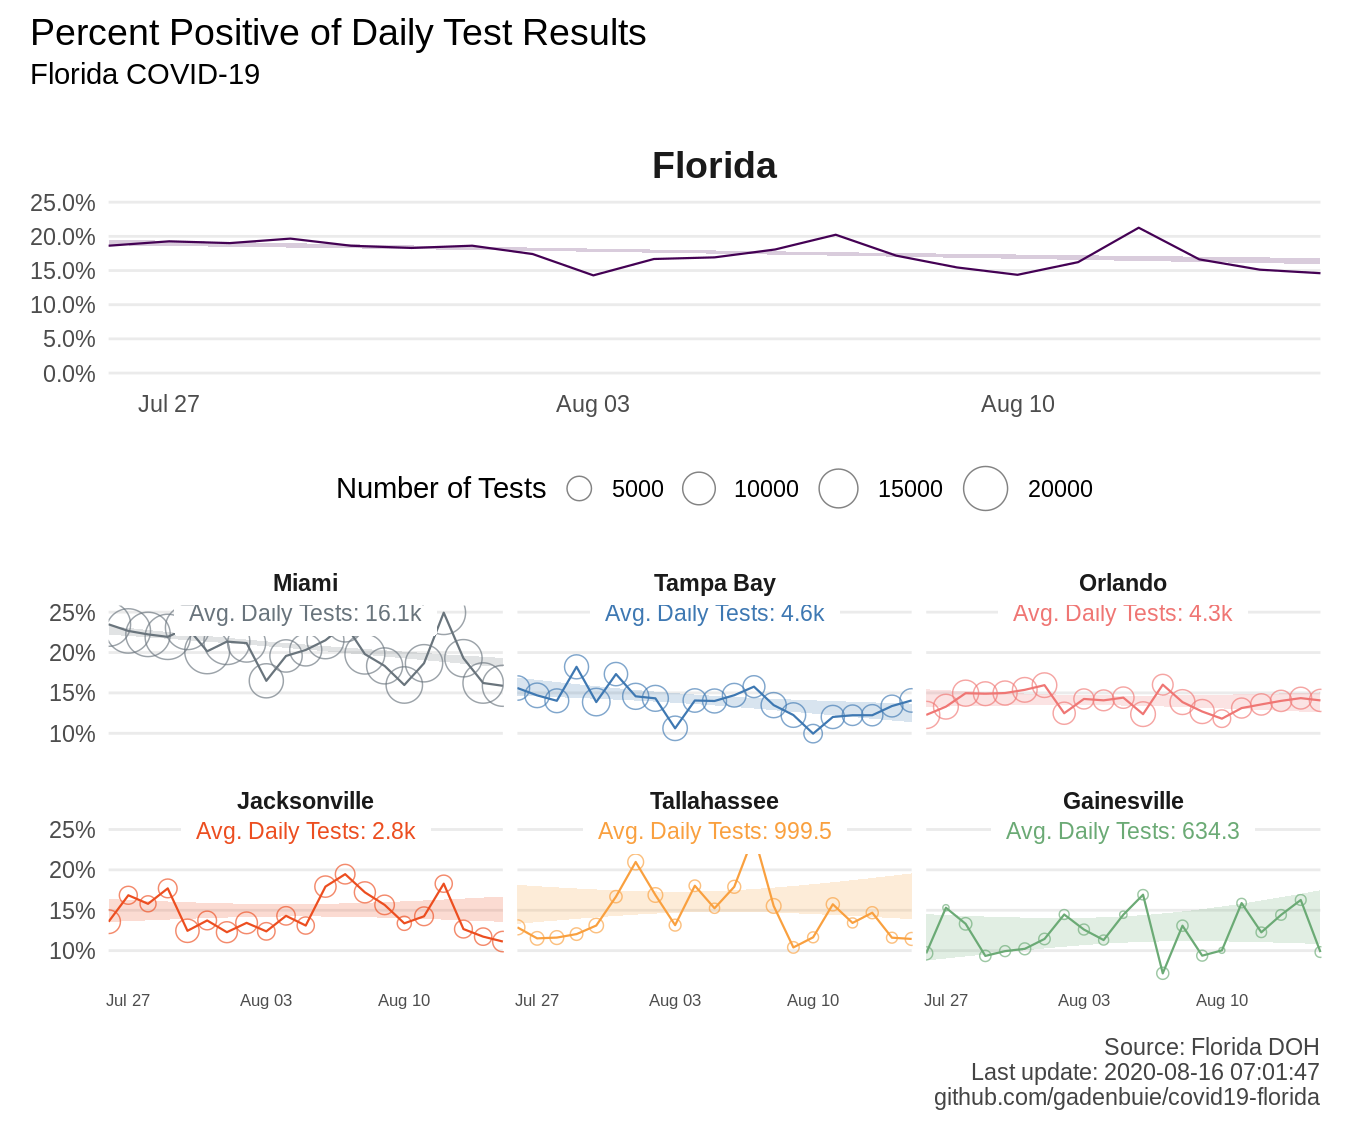 Percent Positive of Daily Test Results
Florida COVID-19
Florida
25.0%
20.0%
15.0%
10.0%
5.0%
0.0%
Jul 27 Aug 03 Aug 10
Number of Tests 5000 10000 15000 20000
Miami Tampa Bay Orlando
25%
20%
15%
10%
Avg. Daily Tests: 16.1k Avg. Daily Tests: 4.6k Avg. Daily Tests: 4.3k
Jacksonville Tallahassee Gainesville
25%
20%
15%
10%
Avg. Daily Tests: 2.8k Avg. Daily Tests: 999.5 Avg. Daily Tests: 634.3
Jul 27 Aug 03 Aug 10 Jul 27 Aug 03 Aug 10 Jul 27 Aug 03 Aug 10
Source: Florida DOH
Last update: 2020-08-16 07:01:47
github.com/gadenbuie/covid19-florida